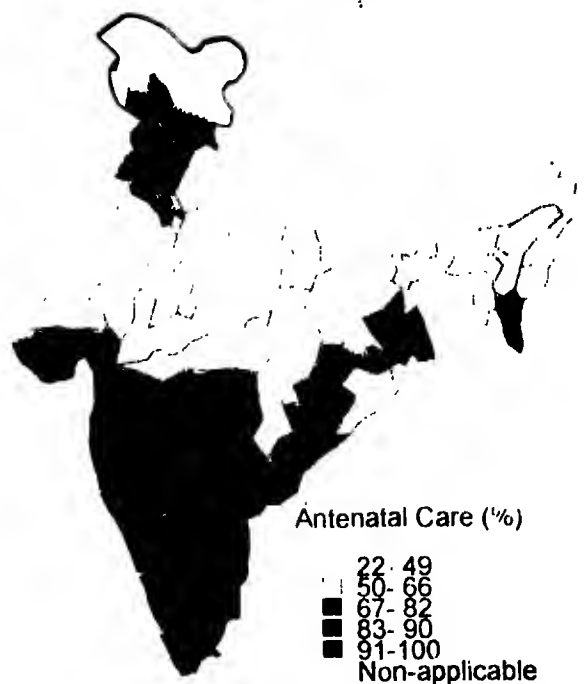 Antenatal Care (%)
22- 49
50- 66
67- 82
83- 90
91-100
Non-applicable